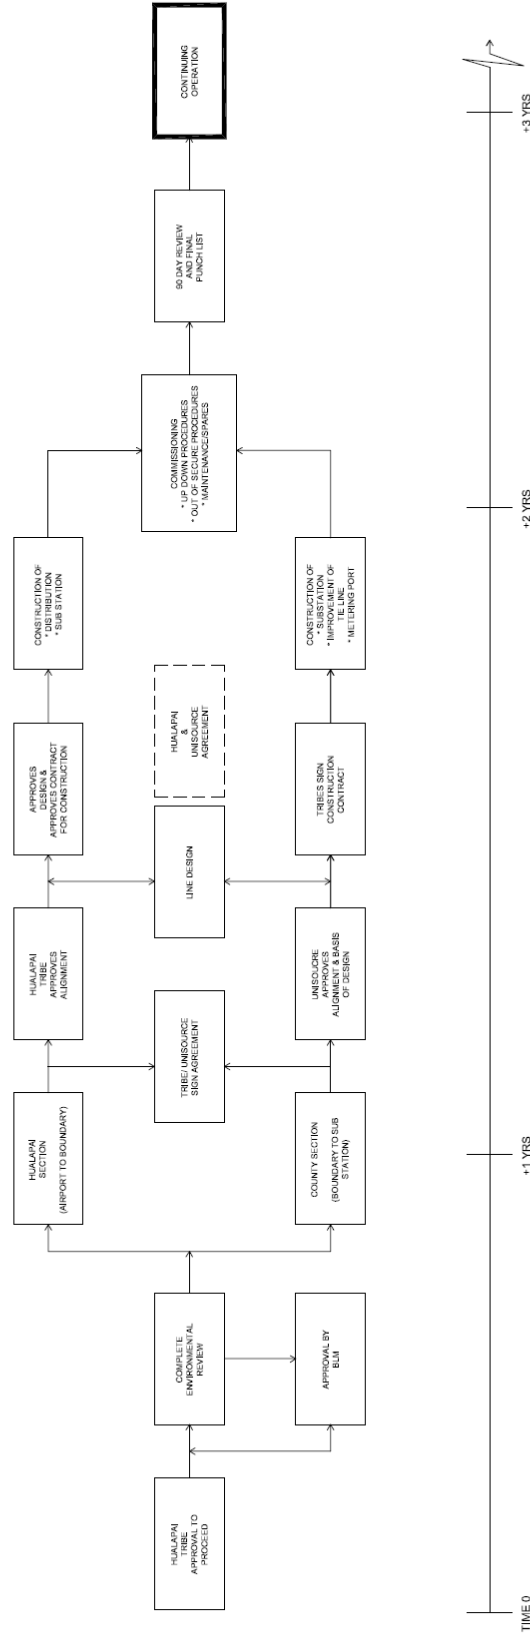 HUALAPAI
TRIBE
APPROVAL TO
PROCEED
COMPLETE
ENVIRONMENTAL
REVIEW
APPROVAL BY
BLM
HUALAPAI
SECTION
(AIRPORT TO BOUNDARY)
COUNTY SECTION
(BOUNDARY TO SUB
STATION)
TRIBE/ UNISOURCE
SIGN AGREEMENT
HUALAPAI
TRIBE
APPROVES
ALIGNMENT
UNISOUCRE
APPROVES
ALIGNMENT & BASIS
OF DESIGN
LINE DESIGN
APPROVES
DESIGN &
APPROVES CONTRACT
FOR CONSTRUCTION
HUALAPAI
&
UNISOURCE
AGREEMENT
TRIBES SIGN
CONSTRUCTION
CONTRACT
CONSTRUCTION OF
* DISTRIBUTION
* SUB STATION
CONSTRUCTION OF
* SUBSTATION
* IMPROVEMENT OF
TIE LINE
* METERING PORT
COMMISSIONING
* UP DOWN PROCEDURES
* OUT OF SECURE PROCEDURES
* MAINTENANCE/SPARES
90 DAY REVIEW
AND FINAL
PUNCH LIST
CONTINUING
OPERATION
TIME 0
+1 YRS
+2 YRS
+3 YRS